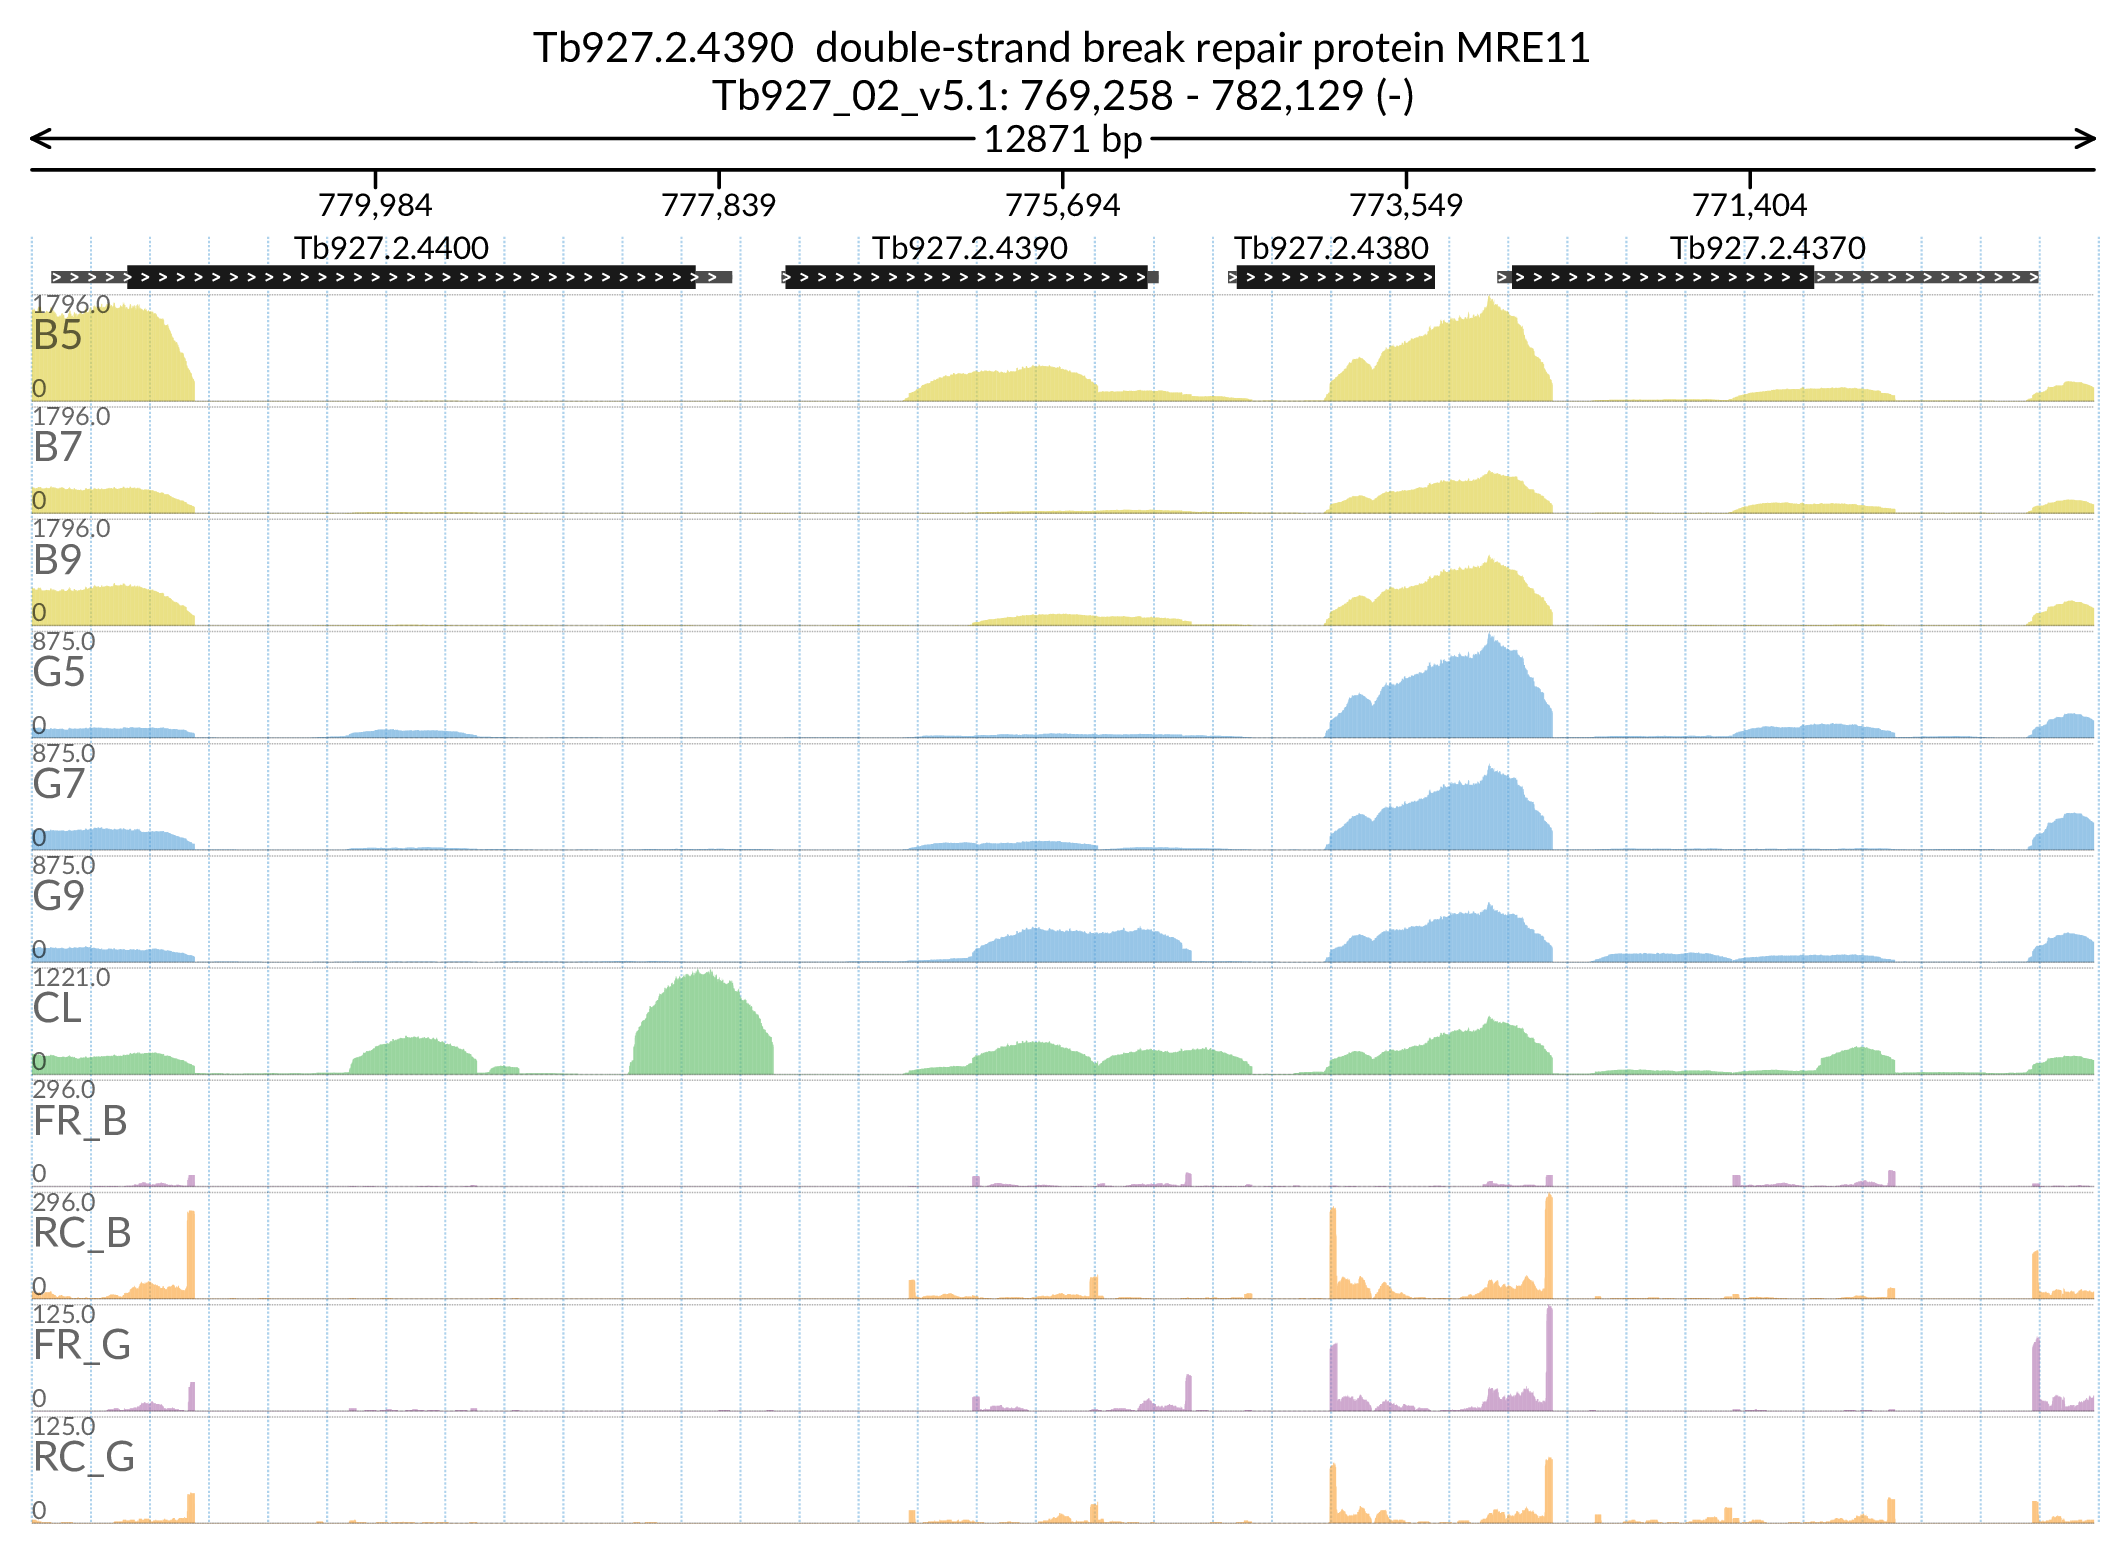 Tb927.2.4390 double-strand break repair protein MRE11
Tb927_02_v5.1: 769,258 - 782,129 (-)
12871 bp
779,984 777,839 775,694 773,549 771,404
Tb927.2.4400 Tb927.2.4390 Tb927.2.4380 Tb927.2.4370
1796.0
B5
0
1796.0
B7
0
1796.0
B9
0
875.0
G5
0
875.0
G7
0
875.0
G9
0
1221.0
CL
0
296.0
FR_B
0
296.0
RC_B
0
125.0
FR_G
0
125.0
RC_G
0